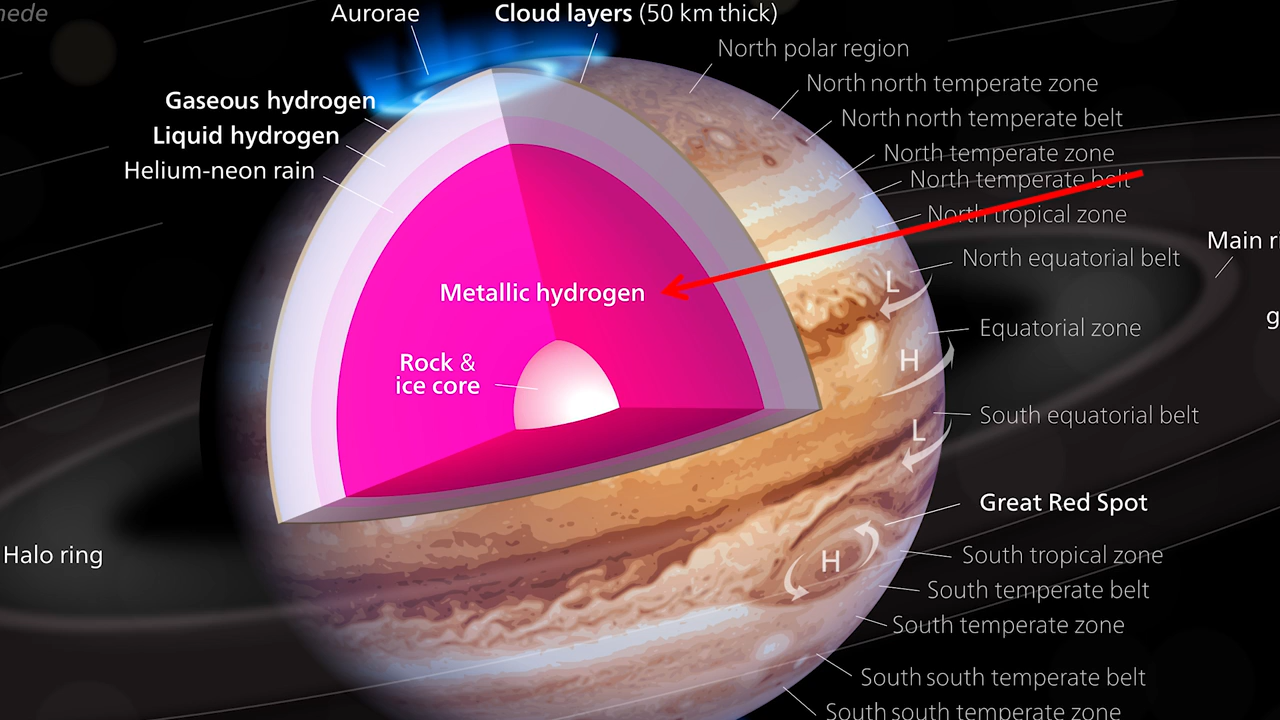 nede
Aurorae
Cloud layers (50 km thick)
North polar region
North north temperate zone
Gaseous hydrogen
North north temperate belt
Liquid hydrogen
North temperate zone
Helium-neon rain
North temperate belt
North tropical zone
Main ri
North equatorial belt
L
Metallic hydrogen
g
Equatorial zone
H
Rock &
ice core
South equatorial belt
L
Great Red Spot
Halo ring
H
South tropical zone
South temperate belt
South temperate zone
South south temperate belt
South south temperate zone